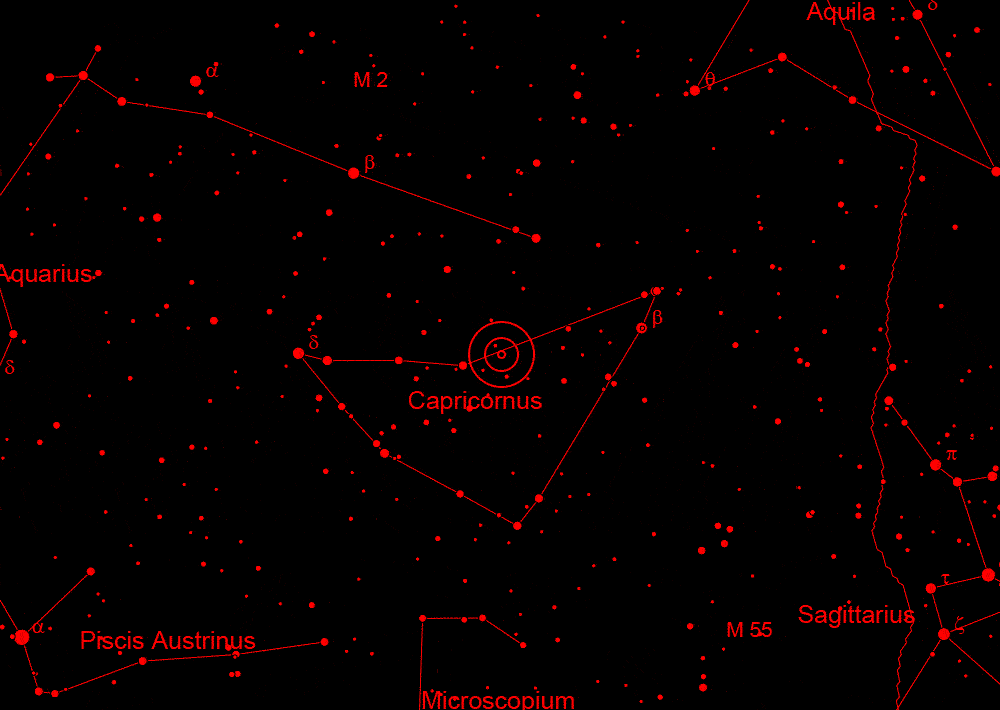 Aquila
δ
α
M 2
θ
β
Aquarius
β
δ
δ
Capricornus
π
τ
Sagittarius
ζ
α
Piscis Austrinus
M 55
Microscopium